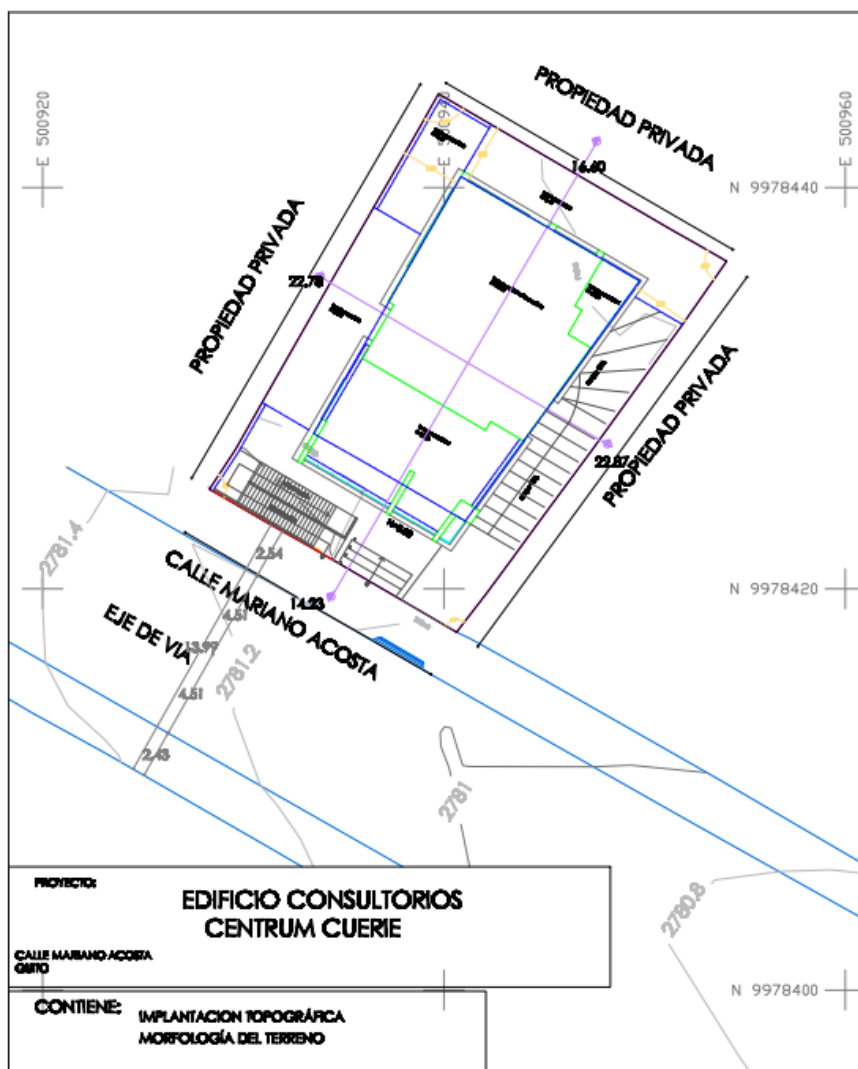 PROPIEDAD PRIVADA
E 500920
E 500940
E 500960
16.60
N 9978440
PROPIEDAD PRIVADA
22.78
PROPIEDAD PRIVADA
22.87
2781.4
2.54
CALLE MARIANO ACOSTA
14.23
N 9978420
EJE DE VIA
4.51
13.99
2781.2
4.51
2.43
2781
2780.8
PROYECTO:
EDIFICIO CONSULTORIOS
CENTRUM CUERIE
CALLE MARIANO ACOSTA
QUITO
N 9978400
CONTIENE:
IMPLANTACION TOPOGRÁFICA
MORFOLOGÍA DEL TERRENO